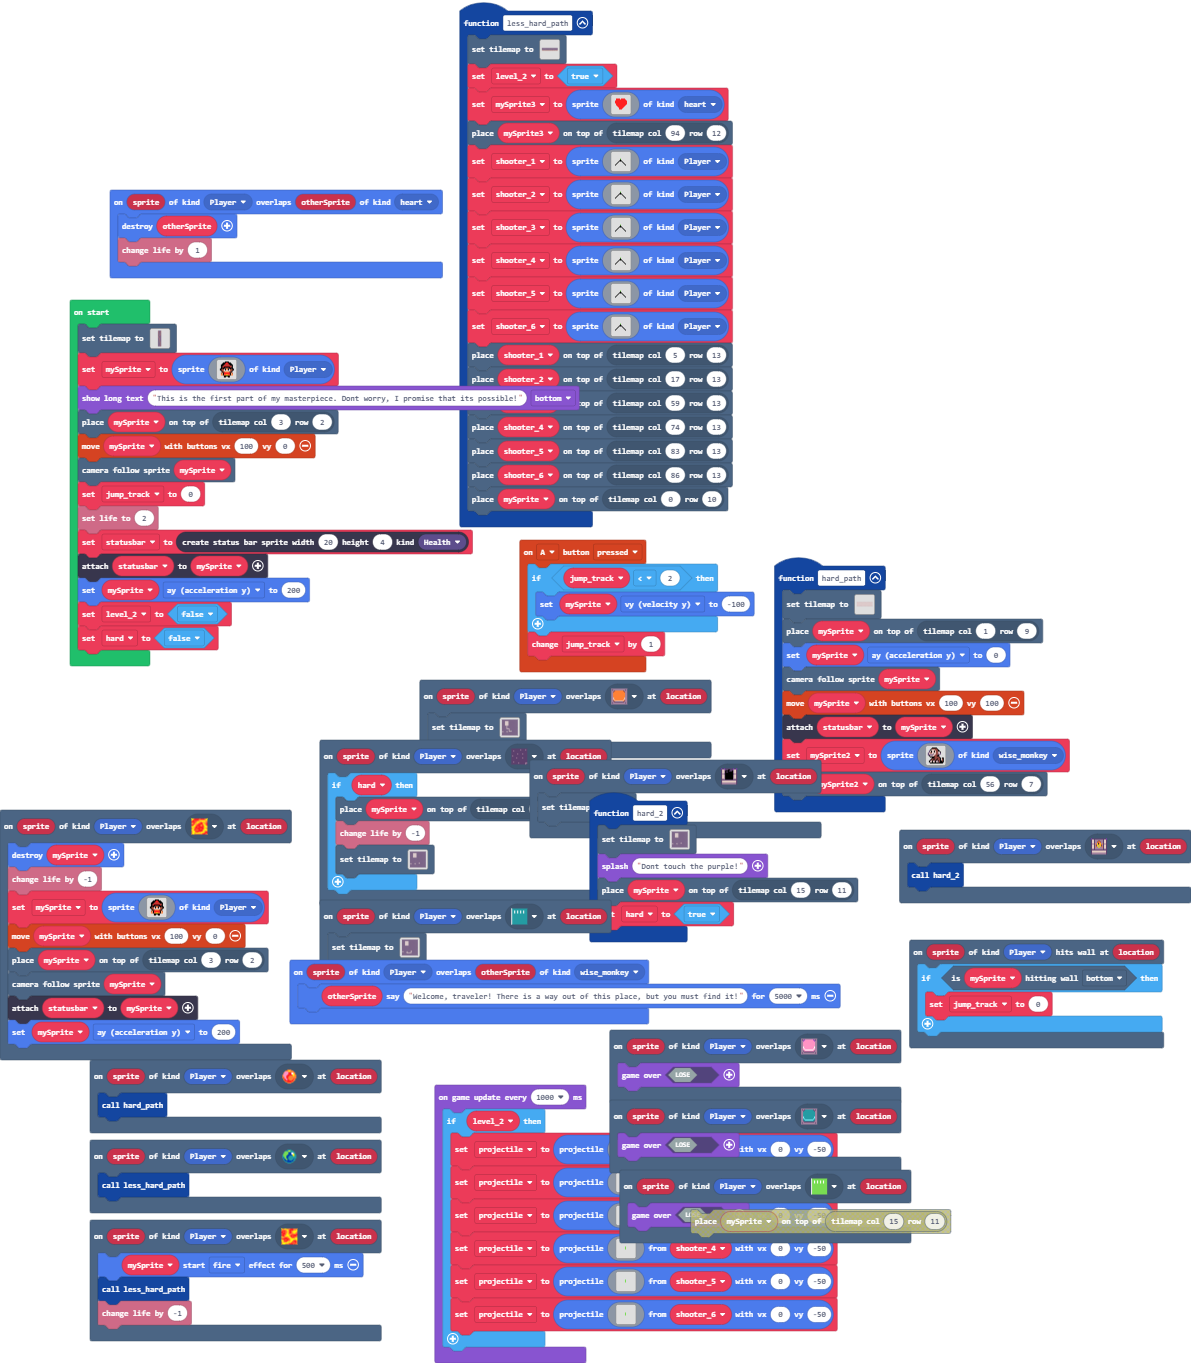 function less_hard_path
set tilemap to
set level_2 to true
set mySprite3 to sprite of kind heart
place mySprite3 on top of tilemap col 94 row 12
set shooter_1 to sprite of kind Player
set shooter_2 to sprite of kind Player
set shooter_3 to sprite of kind Player
set shooter_4 to sprite of kind Player
set shooter_5 to sprite of kind Player
set shooter_6 to sprite of kind Player
place shooter_1 on top of tilemap col 5 row 13
place shooter_2 on top of tilemap col 17 row 13
top of tilemap col 59 row 13
place shooter_4 on top of tilemap col 74 row 13
place shooter_5 on top of tilemap col 83 row 13
place shooter_6 on top of tilemap col 86 row 13
place mySprite on top of tilemap col 0 row 10
on sprite of kind Player overlaps otherSprite of kind heart
destroy otherSprite
change life by 1
on start
set tilemap to
set mySprite to sprite of kind Player
show long text "This is the first part of my masterpiece. Dont worry, I promise that its possible!" bottom
place mySprite on top of tilemap col 3 row 2
move mySprite with buttons vx 100 vy 0
camera follow sprite mySprite
set jump_track to 0
set life to 2
set statusbar to create status bar sprite width 20 height 4 kind Health
attach statusbar to mySprite
set mySprite ay (acceleration y) to 200
set level_2 to false
set hard to false
on A button pressed
if jump_track < 2 then
set mySprite vy (velocity y) to -100
change jump_track by 1
function hard_path
set tilemap to
place mySprite on top of tilemap col 1 row 9
set mySprite ay (acceleration y) to 0
camera follow sprite mySprite
move mySprite with buttons vx 100 vy 100
attach statusbar to mySprite
set mySprite2 to sprite of kind wise_monkey
ySprite2 on top of tilemap col 56 row 7
on sprite of kind Player overlaps at location
set tilemap to
on sprite of kind Player overlaps at location
if hard then
place mySprite on top of tilemap col
change life by -1
set tilemap to
on sprite of kind Player overlaps at location
set tilemap
function hard_2
set tilemap to
splash "Dont touch the purple!"
place mySprite on top of tilemap col 15 row 11
t hard to true
on sprite of kind Player overlaps at location
set tilemap to
on sprite of kind Player overlaps at location
destroy mySprite
change life by -1
set mySprite to sprite of kind Player
move mySprite with buttons vx 100 vy 0
place mySprite on top of tilemap col 3 row 2
camera follow sprite mySprite
attach statusbar to mySprite
set mySprite ay (acceleration y) to 200
on sprite of kind Player overlaps at location
call hard_2
on sprite of kind Player overlaps otherSprite of kind wise_monkey
otherSprite say "Welcome, traveler! There is a way out of this place, but you must find it!" for 5000 ms
on sprite of kind Player hits wall at location
if is mySprite hitting wall bottom then
set jump_track to 0
on sprite of kind Player overlaps at location
call hard_path
on sprite of kind Player overlaps at location
call less_hard_path
on sprite of kind Player overlaps at location
mySprite start fire effect for 500 ms
call less_hard_path
change life by -1
on sprite of kind Player overlaps at location
game over LOSE
on sprite of kind Player overlaps at location
game over LOSE
on sprite of kind Player overlaps at location
game over
place mySprite on top of tilemap col 15 row 11
on game update every 1000 ms
if level_2 then
set projectile to projectile ith vx 0 vy -50
set projectile to projectile
set projectile to projectile
set projectile to projectile from shooter_4 with vx 0 vy -50
set projectile to projectile from shooter_5 with vx 0 vy -50
set projectile to projectile from shooter_6 with vx 0 vy -50